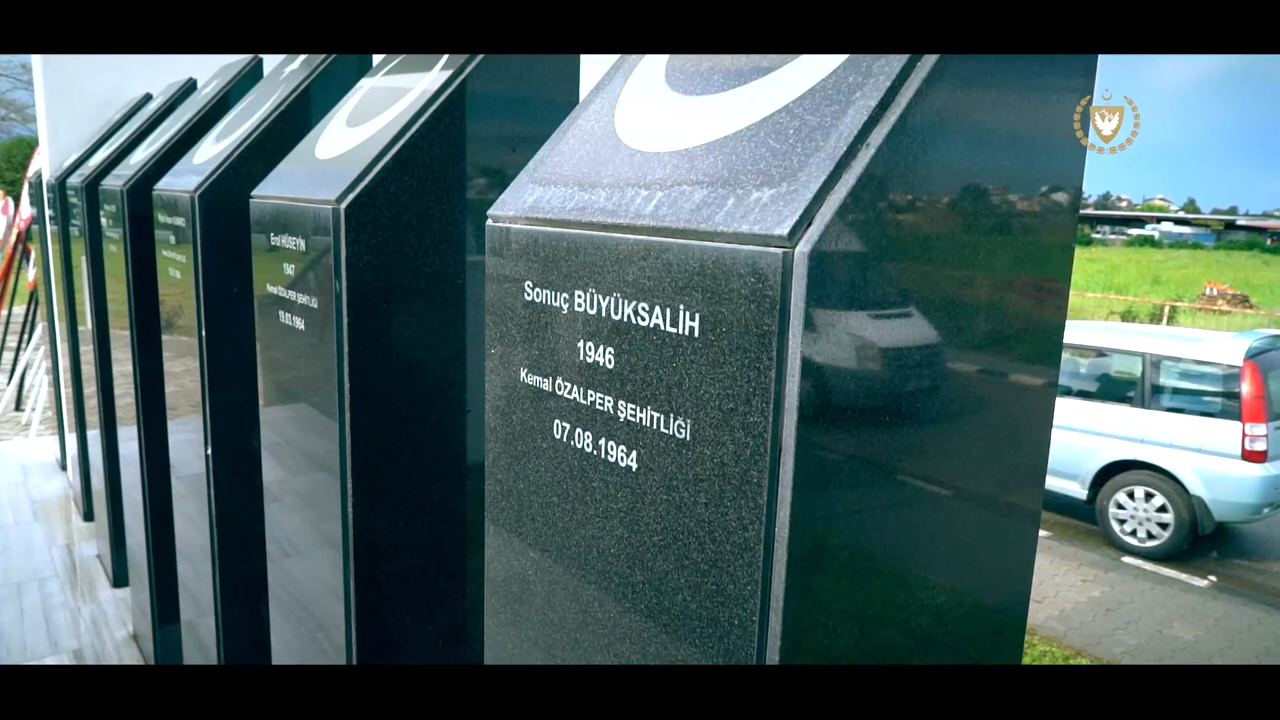 Sonuç BÜYÜKSALİH
1946
Kemal ÖZALPER ŞEHİTLİĞİ
07.08.1964
Erol HÜSEYİN
1947
Kemal ÖZALPER ŞEHİTLİĞİ
19.03.1964